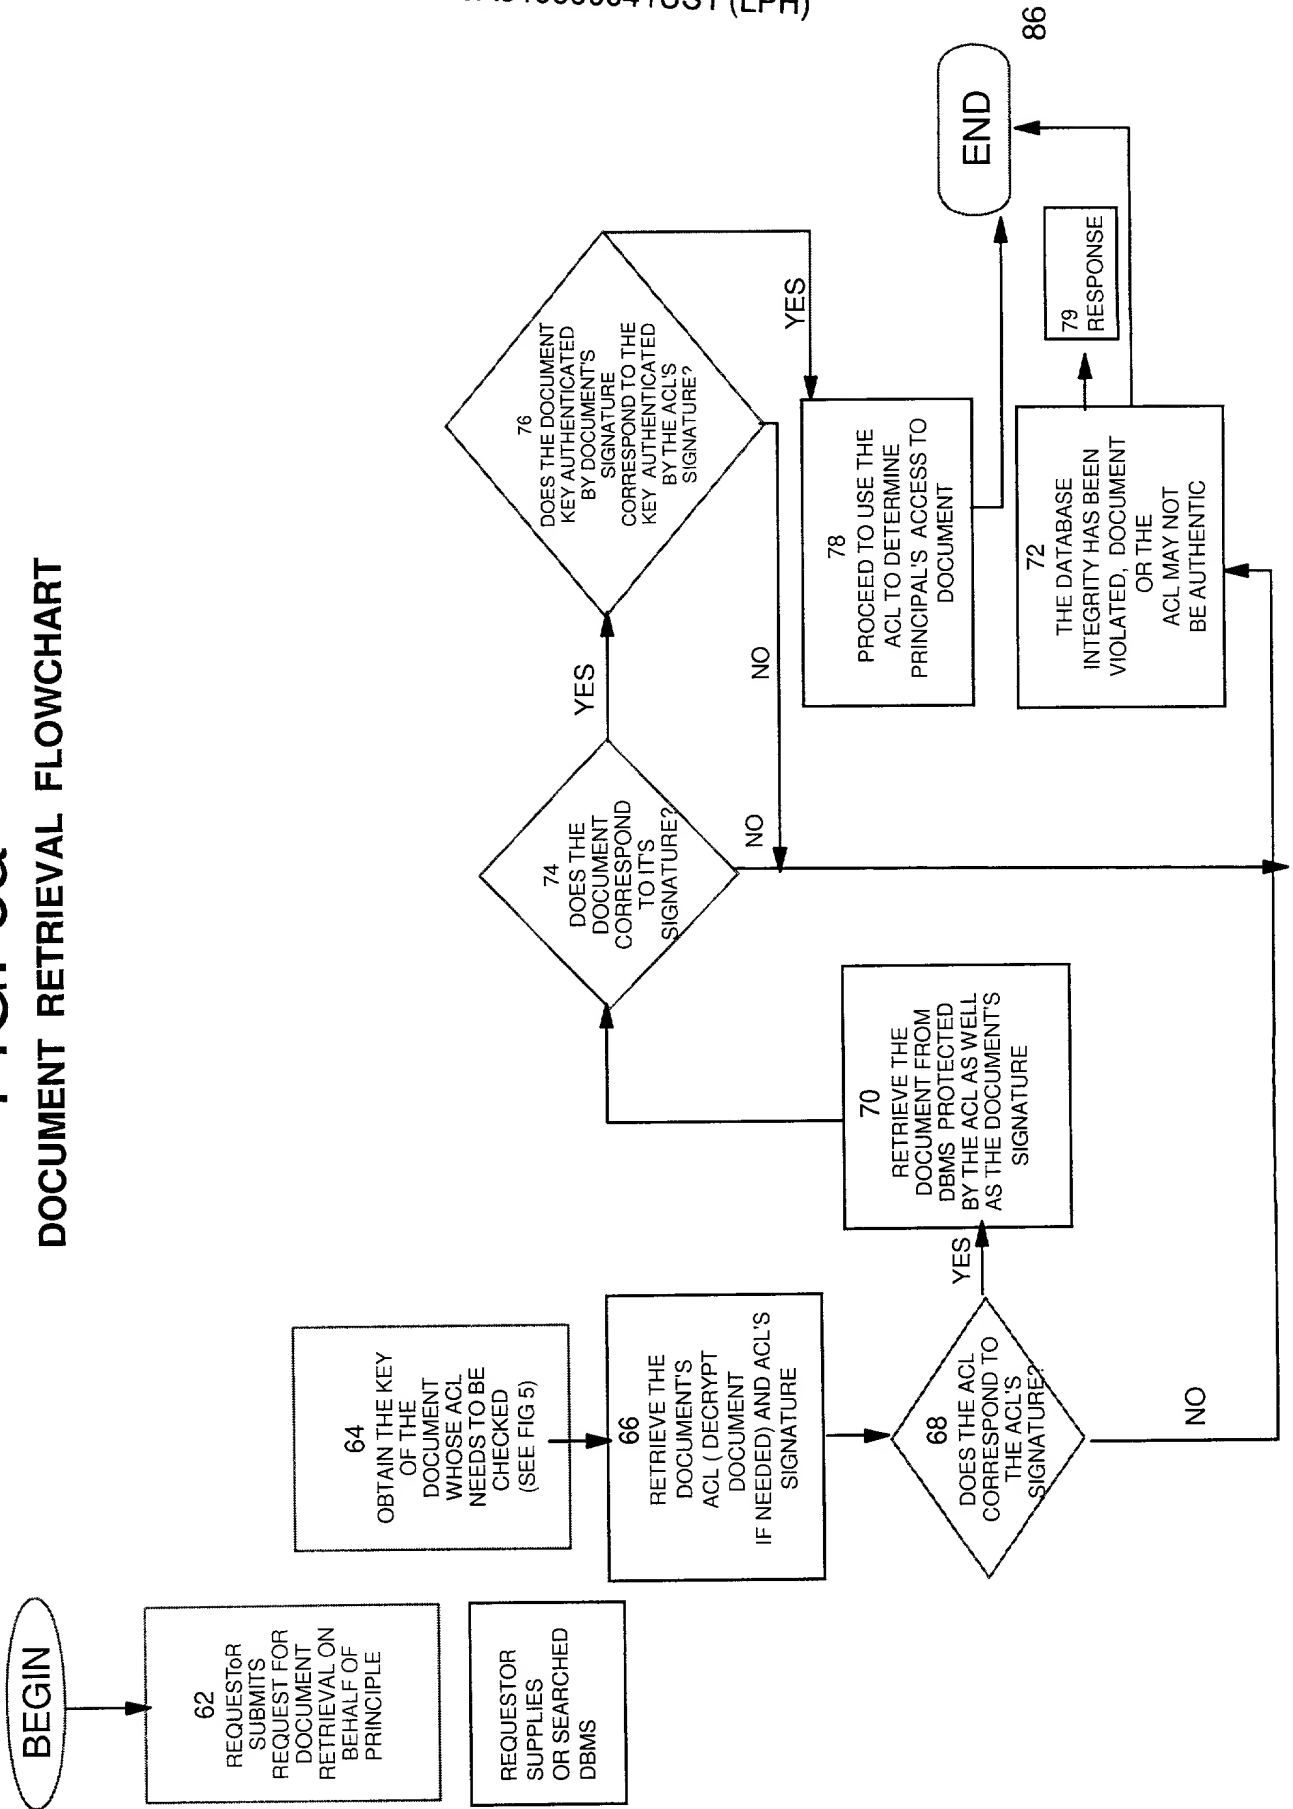 DOCUMENT RETRIEVAL FLOWCHART
BEGIN
62
REQUESToR
SUBMITS
REQUEST FOR
DOCUMENT
RETRIEVAL ON
BEHALF OF
PRINCIPLE
REQUESTOR
SUPPLIES
OR SEARCHED
DBMS
64
OBTAIN THE KEY
OF THE
DOCUMENT
WHOSE ACL
NEEDS TO BE
CHECKED
(SEE FIG 5)
66
RETRIEVE THE
DOCUMENT'S
ACL ( DECRYPT
DOCUMENT
IF NEEDED) AND ACL'S
SIGNATURE
68
DOES THE ACL
CORRESPOND TO
THE ACL'S
SIGNATURE?
YES
NO
70
RETRIEVE THE
DOCUMENT FROM
DBMS PROTECTED
BY THE ACL AS WELL
AS THE DOCUMENT'S
SIGNATURE
74
DOES THE
DOCUMENT
CORRESPOND
TO IT'S
SIGNATURE?
YES
NO
76
DOES THE DOCUMENT
KEY AUTHENTICATED
BY DOCUMENT'S
SIGNATURE
CORRESPOND TO THE
KEY AUTHENTICATED
BY THE ACL'S
SIGNATURE?
NO
YES
78
PROCEED TO USE THE
ACL TO DETERMINE
PRINCIPAL'S ACCESS TO
DOCUMENT
72
THE DATABASE
INTEGRITY HAS BEEN
VIOLATED, DOCUMENT
OR THE
ACL MAY NOT
BE AUTHENTIC
79
RESPONSE
END
86
(LPH)